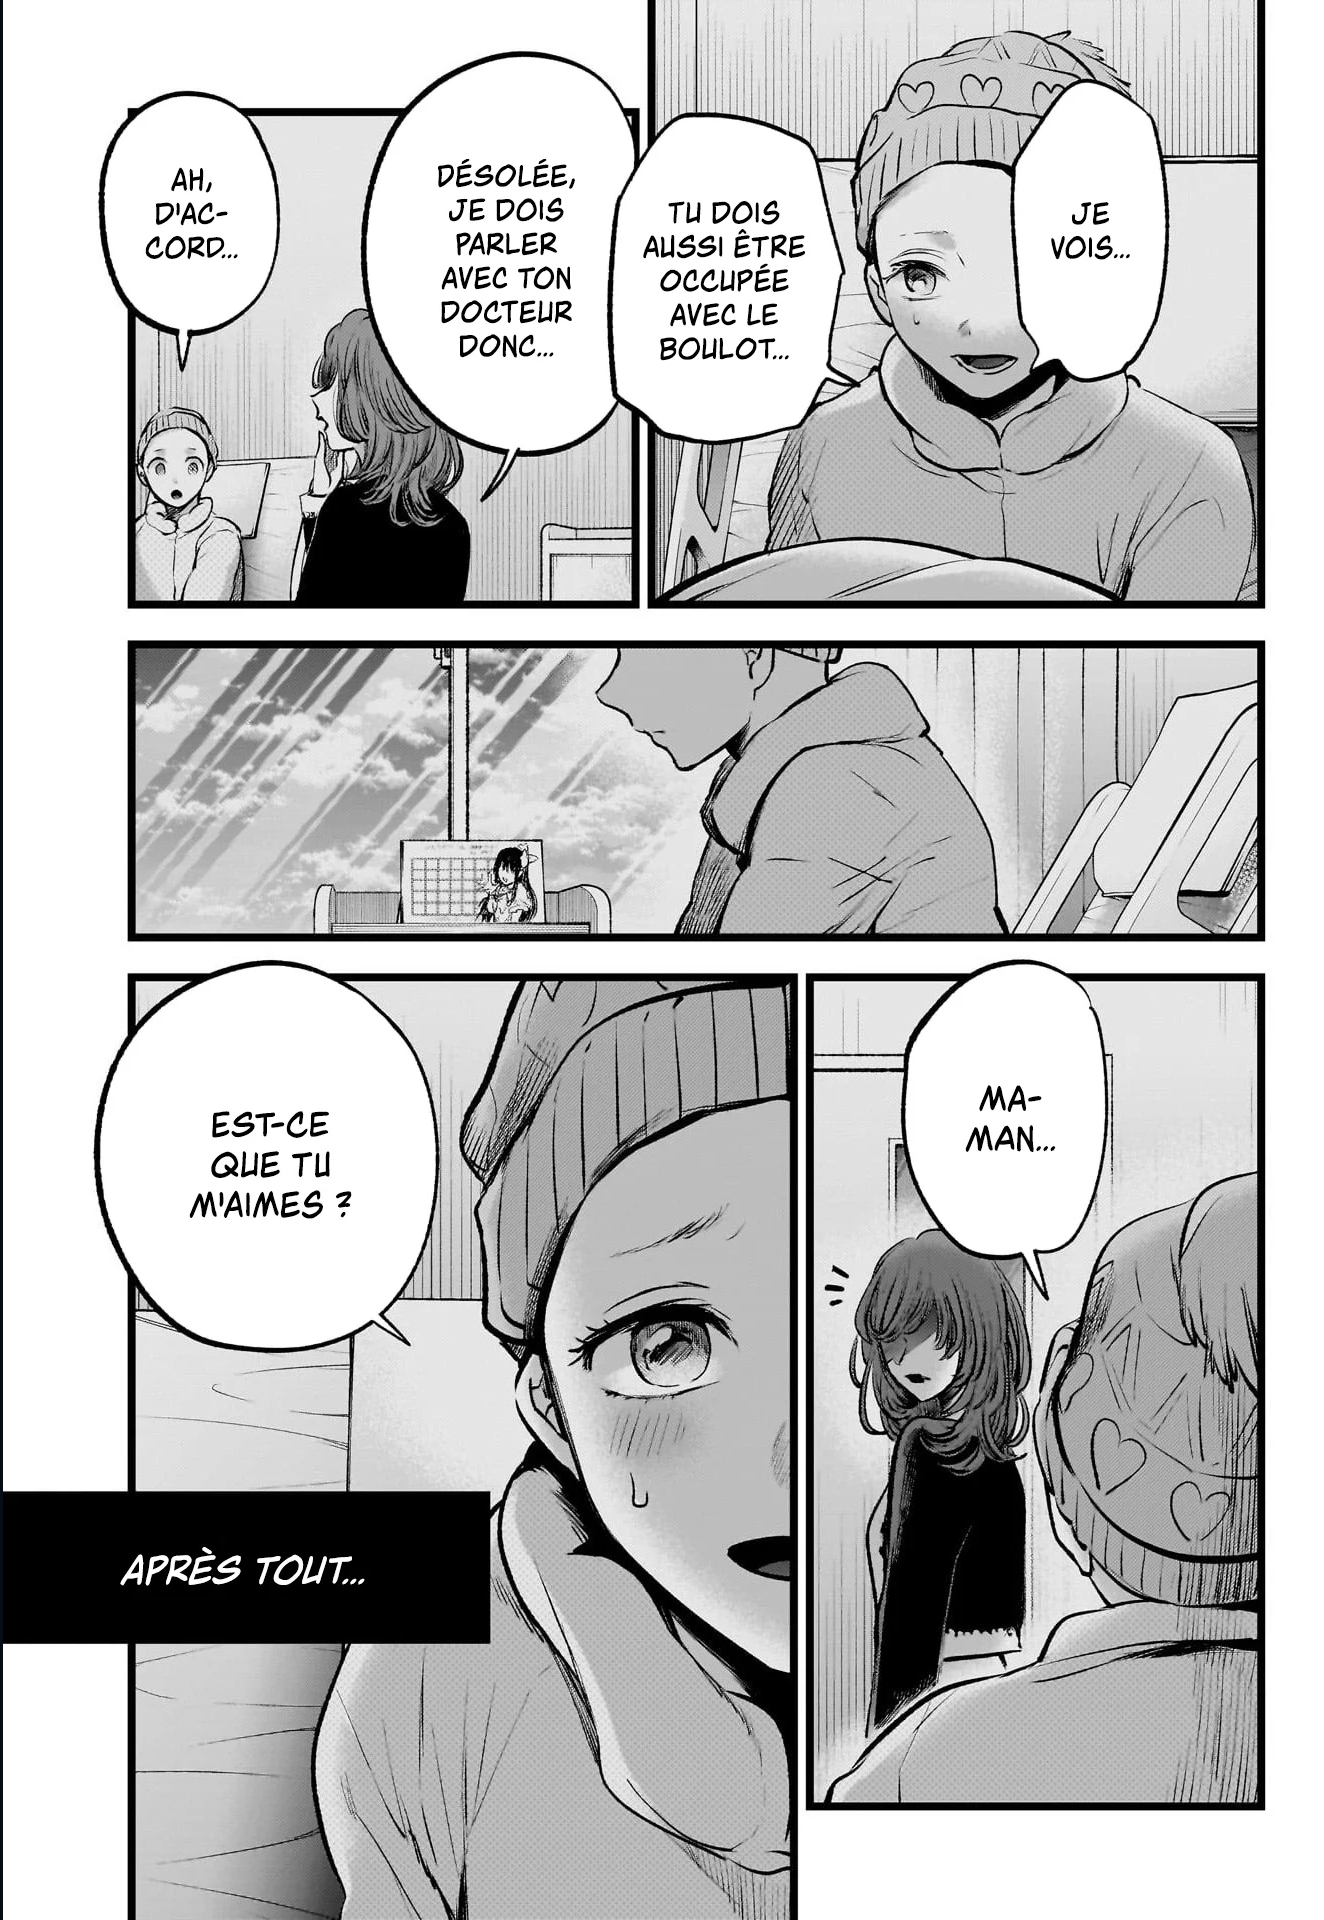 JE
VOIS...
TU DOIS
AUSSI ÊTRE
OCCUPÉE
AVEC LE
BOULOT...
DÉSOLÉE,
JE DOIS
PARLER
AVEC TON
DOCTEUR
DONC...
AH,
D'AC-
CORD...
MA-
MAN...
EST-CE
QUE TU
M'AIMES ?
APRÈS TOUT...